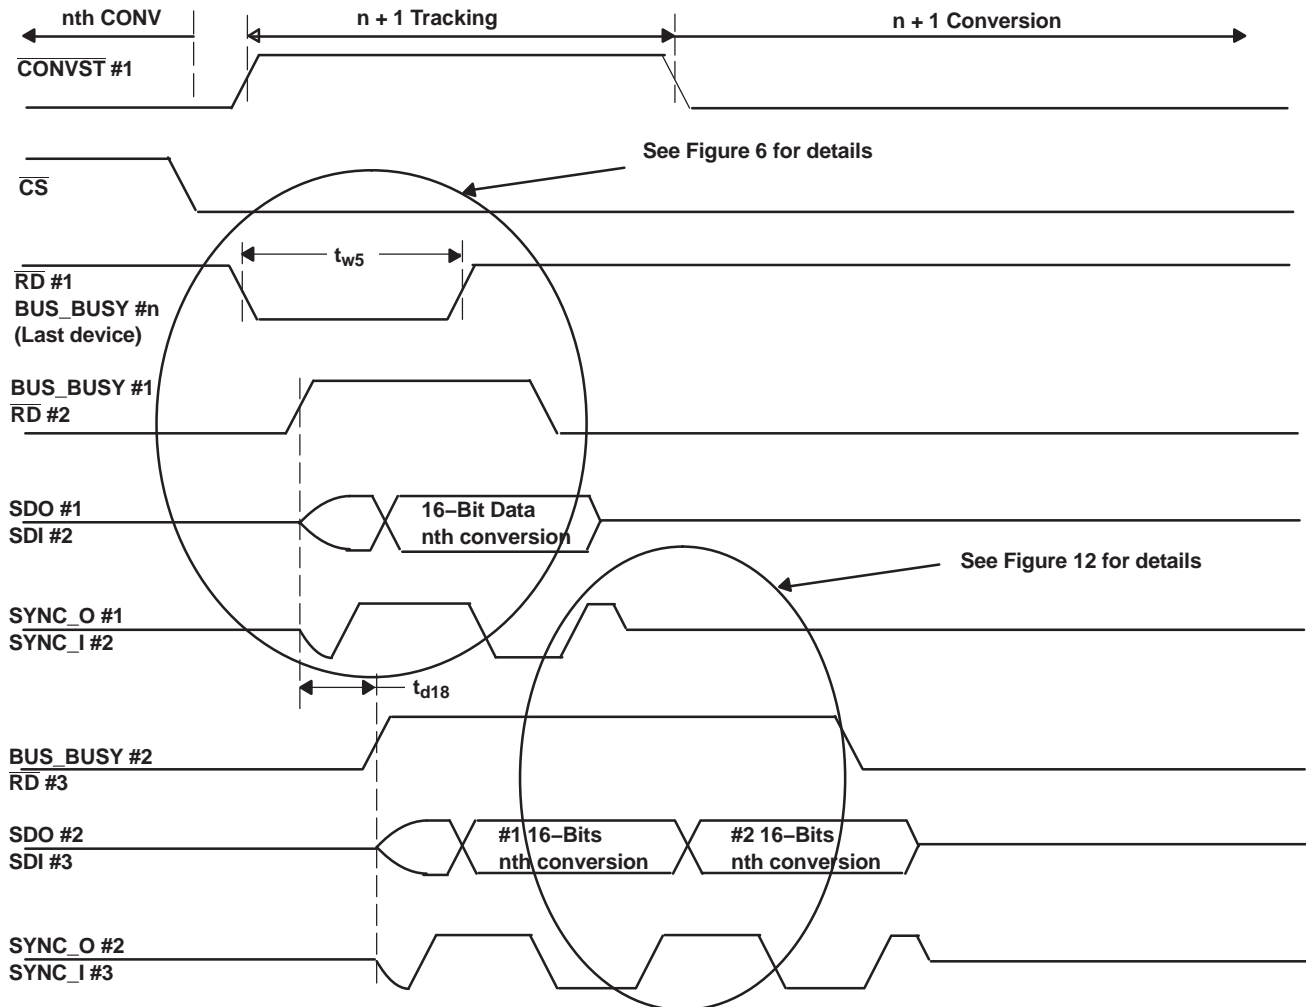 nth CONV
n + 1 Tracking
n + 1 Conversion
CONVST #1
See Figure 6 for details
CS
tw5
RD #1
BUS_BUSY #n
(Last device)
BUS_BUSY #1
RD #2
SDO #1
SDI #2
16–Bit Data
nth conversion
See Figure 12 for details
SYNC_O #1
SYNC_I #2
td18
BUS_BUSY #2
RD #3
SDO #2
SDI #3
#1 16–Bits
nth conversion
#2 16–Bits
nth conversion
SYNC_O #2
SYNC_I #3